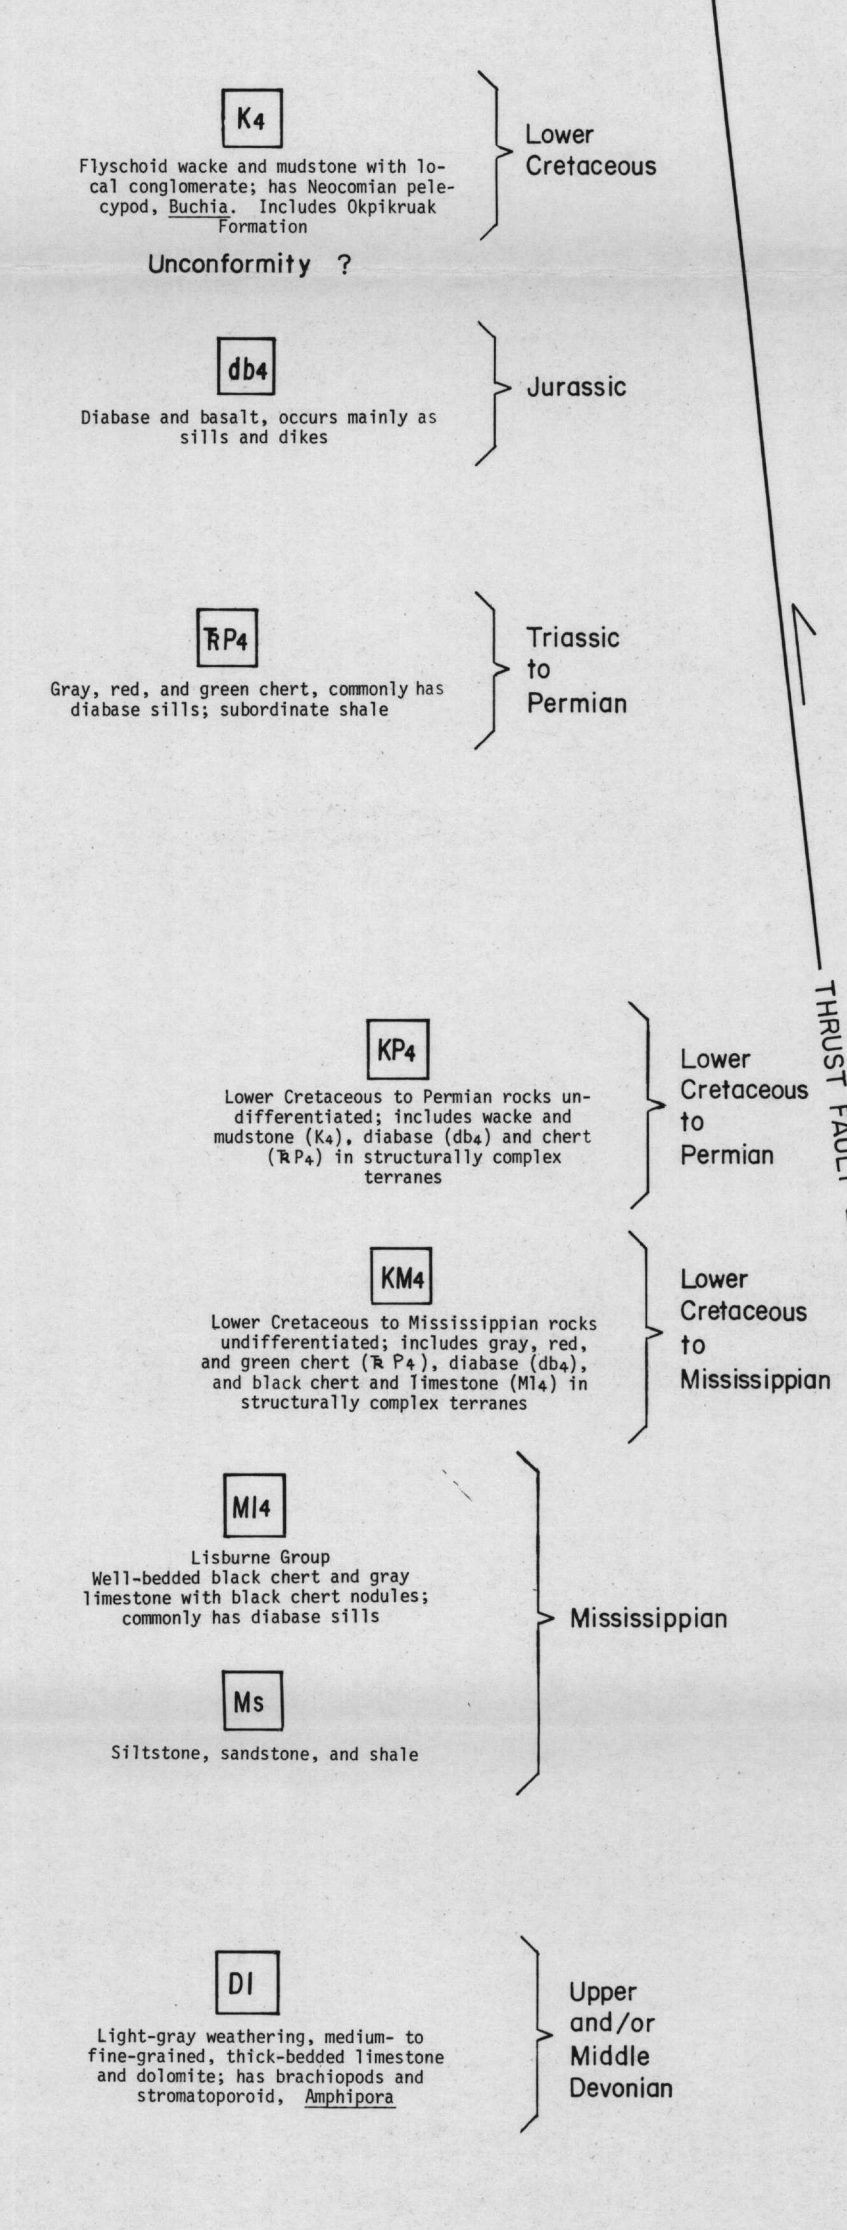 K4
Flyschoid wacke and mudstone with lo-
cal conglomerate; has Neocomian pele-
cypod, Buchia. Includes Okpikruak
Formation
Lower
Cretaceous
Unconformity ?
db4
Diabase and basalt, occurs mainly as
sills and dikes
Jurassic
TRP4
Gray, red, and green chert, commonly has
diabase sills; subordinate shale
Triassic
to
Permian
KP4
Lower Cretaceous to Permian rocks un-
differentiated; includes wacke and
mudstone (K4), diabase (db4) and chert
(TRP4) in structurally complex
terranes
Lower
Cretaceous
to
Permian
THRUST FAULT
KM4
Lower Cretaceous to Mississippian rocks
undifferentiated; includes gray, red,
and green chert (TR P4), diabase (db4),
and black chert and limestone (Ml4) in
structurally complex terranes
Lower
Cretaceous
to
Mississippian
Ml4
Lisburne Group
Well-bedded black chert and gray
limestone with black chert nodules;
commonly has diabase sills
Ms
Siltstone, sandstone, and shale
Mississippian
Dl
Light-gray weathering, medium- to
fine-grained, thick-bedded limestone
and dolomite; has brachiopods and
stromatoporoid, Amphipora
Upper
and/or
Middle
Devonian